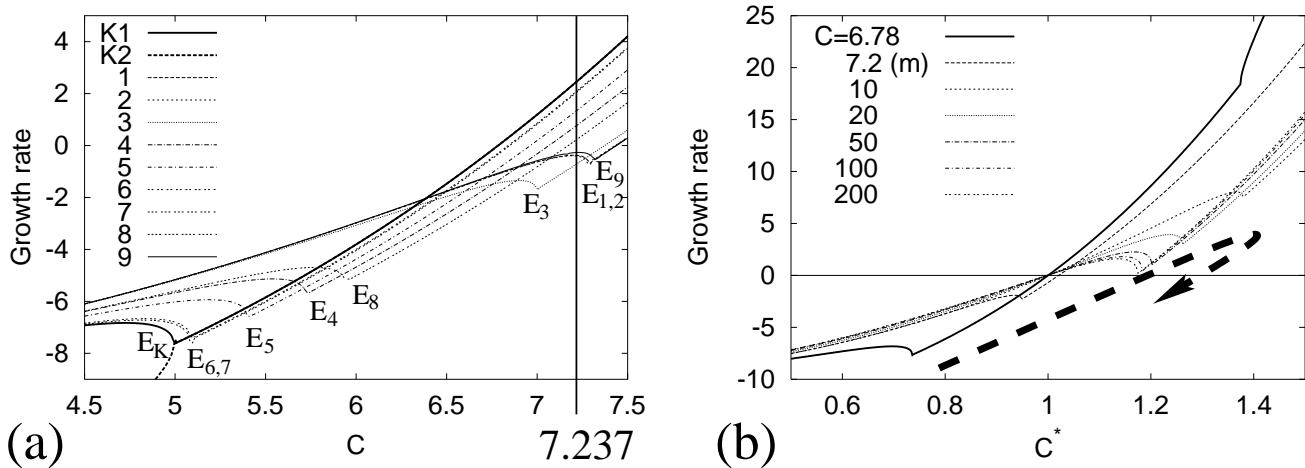 4
2
0
-2
-4
-6
-8
Growth rate
K1
K2
1
2
3
4
5
6
7
8
9
E9
E1,2
E3
E8
E4
E5
E6,7
EK
4.5 5 5.5 6 6.5 7 7.5
(a)
C
7.237
25
20
15
10
5
0
-5
-10
Growth rate
C=6.78
7.2 (m)
10
20
50
100
200
0.6 0.8 1 1.2 1.4
(b)
C*